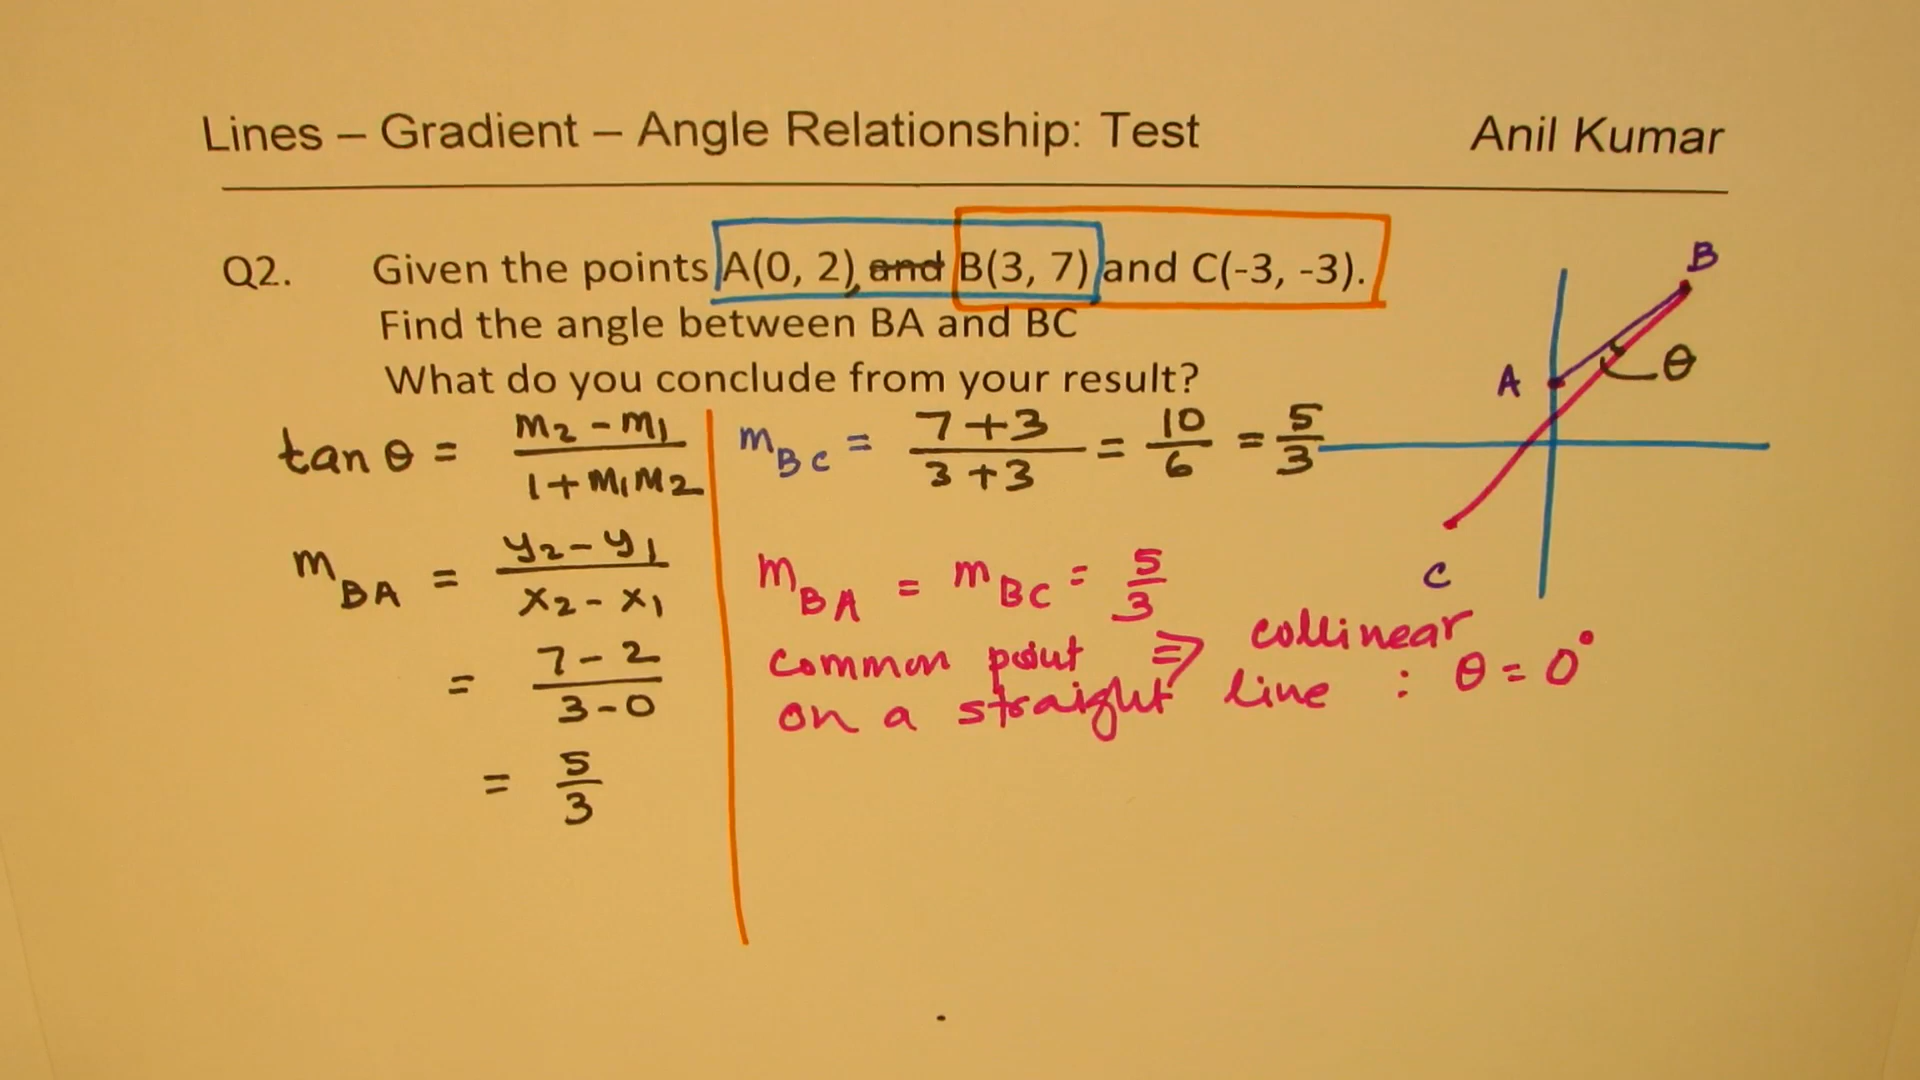 Lines – Gradient – Angle Relationship: Test Anil Kumar
Q2. Given the points A(0, 2), and B(3, 7) and C(-3, -3).
Find the angle between BA and BC
What do you conclude from your result?
tan θ = m2 - m1 / 1 + m1 m2
mBA = y2 - y1 / x2 - x1
= 7 - 2 / 3 - 0
= 5/3
mBC = 7 + 3 / 3 + 3 = 10/6 = 5/3
mBA = mBC = 5/3
common point ⇒ collinear
on a straight line : θ = 0°
B
A
θ
C